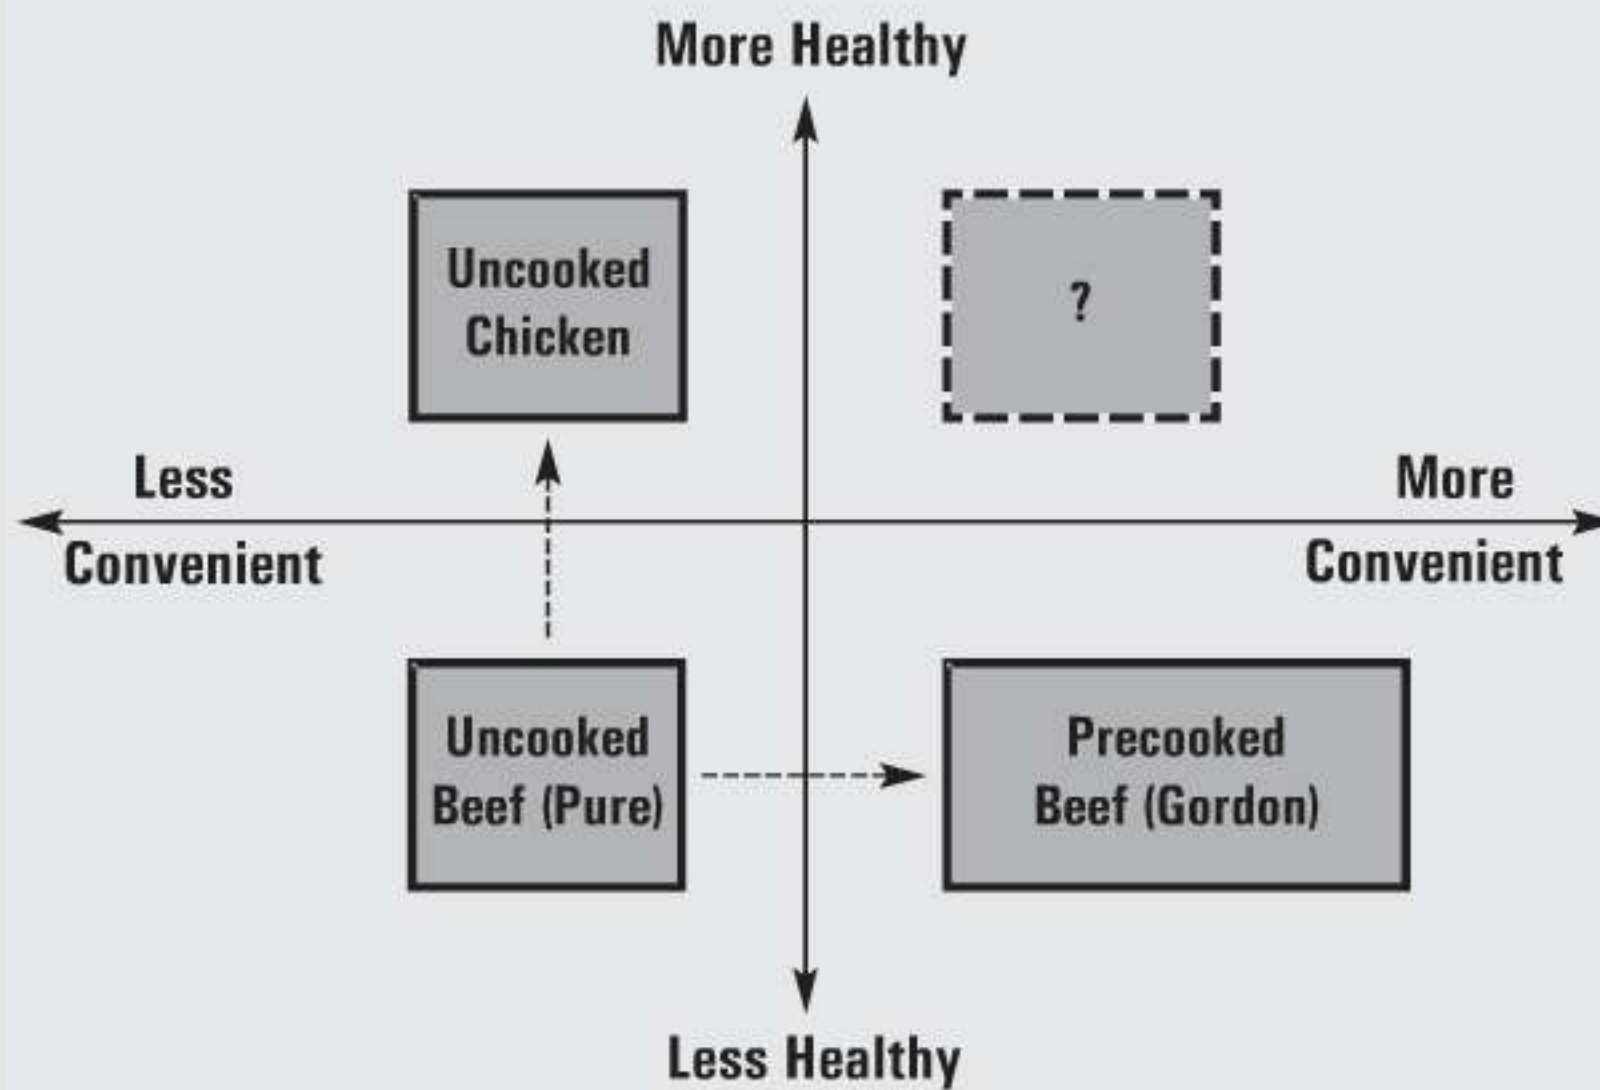 More Healthy
Uncooked
Chicken
?
Less
Convenient
More
Convenient
Uncooked
Beef (Pure)
Precooked
Beef (Gordon)
Less Healthy